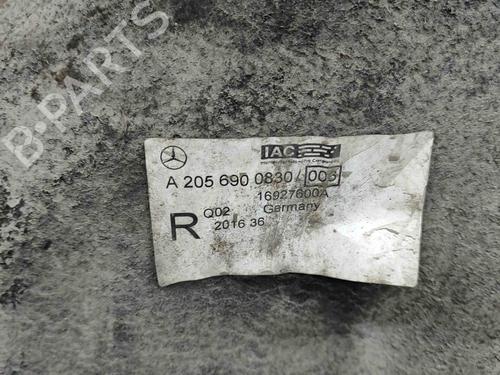 B-PARTS
IAC
A 205 690 0830/ 003
16927600A
R
Q02 Germany
2016 36